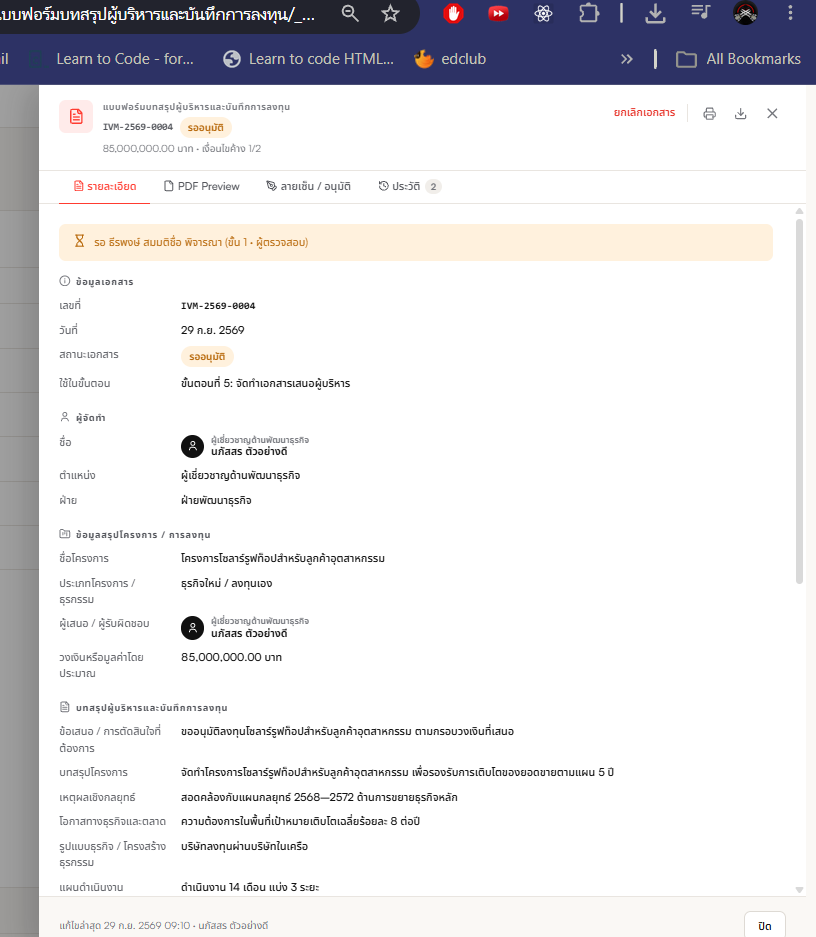 แบบฟอร์มบทสรุปผู้บริหารและบันทึกการลงทุน/_...
il
Learn to Code - for...
Learn to code HTML...
edclub
»
All Bookmarks
แบบฟอร์มบทสรุปผู้บริหารและบันทึกการลงทุน
IVM-2569-0004 รออนุมัติ
85,000,000.00 บาท • เงื่อนไขค้าง 1/2
ยกเลิกเอกสาร
รายละเอียด
PDF Preview
ลายเซ็น / อนุมัติ
ประวัติ 2
รอ ธีรพงษ์ สมมติชื่อ พิจารณา (ขั้น 1 • ผู้ตรวจสอบ)
ข้อมูลเอกสาร
เลขที่ IVM-2569-0004
วันที่ 29 ก.ย. 2569
สถานะเอกสาร รออนุมัติ
ใช้ในขั้นตอน ขั้นตอนที่ 5: จัดทำเอกสารเสนอผู้บริหาร
ผู้จัดทำ
ชื่อ ผู้เชี่ยวชาญด้านพัฒนาธุรกิจ
นภัสสร ตัวอย่างดี
ตำแหน่ง ผู้เชี่ยวชาญด้านพัฒนาธุรกิจ
ฝ่าย ฝ่ายพัฒนาธุรกิจ
ข้อมูลสรุปโครงการ / การลงทุน
ชื่อโครงการ โครงการโซลาร์รูฟท็อปสำหรับลูกค้าอุตสาหกรรม
ประเภทโครงการ / ธุรกิจใหม่ / ลงทุนเอง
ธุรกรรม
ผู้เสนอ / ผู้รับผิดชอบ ผู้เชี่ยวชาญด้านพัฒนาธุรกิจ
นภัสสร ตัวอย่างดี
วงเงินหรือมูลค่าโดย 85,000,000.00 บาท
ประมาณ
บทสรุปผู้บริหารและบันทึกการลงทุน
ข้อเสนอ / การตัดสินใจที่ ขออนุมัติลงทุนโซลาร์รูฟท็อปสำหรับลูกค้าอุตสาหกรรม ตามกรอบวงเงินที่เสนอ
ต้องการ
บทสรุปโครงการ จัดทำโครงการโซลาร์รูฟท็อปสำหรับลูกค้าอุตสาหกรรม เพื่อรองรับการเติบโตของยอดขายตามแผน 5 ปี
เหตุผลเชิงกลยุทธ์ สอดคล้องกับแผนกลยุทธ์ 2568–2572 ด้านการขยายธุรกิจหลัก
โอกาสทางธุรกิจและตลาด ความต้องการในพื้นที่เป้าหมายเติบโตเฉลี่ยร้อยละ 8 ต่อปี
รูปแบบธุรกิจ / โครงสร้าง บริษัทลงทุนผ่านบริษัทในเครือ
ธุรกรรม
แผนดำเนินงาน ดำเนินงาน 14 เดือน แบ่ง 3 ระยะ
แก้ไขล่าสุด 29 ก.ย. 2569 09:10 • นภัสสร ตัวอย่างดี
ปิด